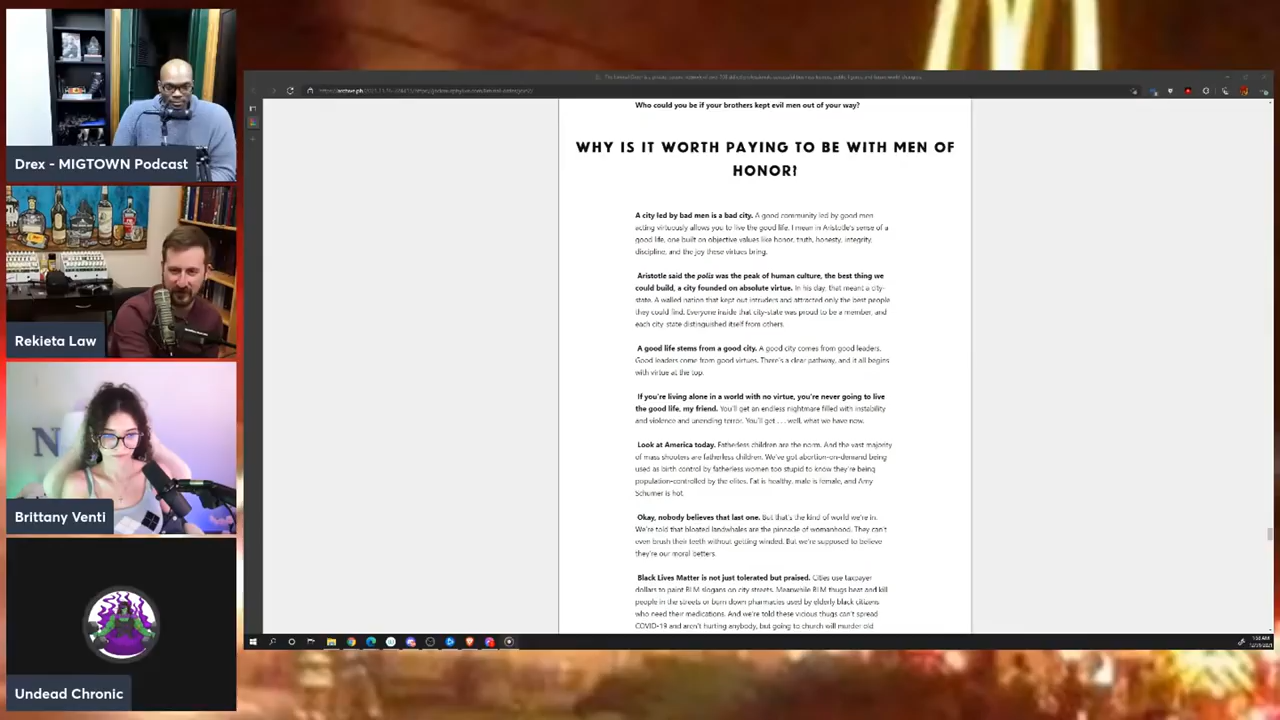 Drex - MIGTOWN Podcast
Rekieta Law
Brittany Venti
Undead Chronic
Who could you be if your brothers kept evil men out of your way?
WHY IS IT WORTH PAYING TO BE WITH MEN OF
HONOR?
A city led by bad men is a bad city. A good community led by good men
acting virtuously allows you to live the good life. I mean in Aristotle's sense of a
good life, one built on objective values like honor, truth, honesty, integrity,
discipline, and the joy these virtues bring.
Aristotle said the polis was the peak of human culture, the best thing we
could build, a city founded on absolute virtue. In his day, that meant a city-
state. A walled nation that kept out intruders and attracted only the best people
they could find. Everyone inside that city-state was proud to be a member, and
each city state distinguished itself from others.
A good life stems from a good city. A good city comes from good leaders.
Good leaders come from good virtues. There's a clear pathway, and it all begins
with virtue at the top.
If you're living alone in a world with no virtue, you're never going to live
the good life, my friend. You'll get an endless nightmare filled with instability
and violence and unending terror. You'll get . . . well, what we have now.
Look at America today. Fatherless children are the norm. And the vast majority
of mass shooters are fatherless children. We've got abortion-on-demand being
used as birth control by fatherless women too stupid to know they're being
population-controlled by the elites. Fat is healthy, male is female, and Amy
Schumer is hot.
Okay, nobody believes that last one. But that's the kind of world we're in.
We're told that bloated landwhales are the pinnacle of womanhood. They can't
even brush their teeth without getting winded. But we're supposed to believe
they're our moral betters.
Black Lives Matter is not just tolerated but praised. Cities use taxpayer
dollars to paint BLM slogans on city streets. Meanwhile BLM thugs beat and kill
people in the streets or burn down pharmacies used by elderly black citizens
who need their medications. And we're told these vicious thugs can't spread
COVID-19 and aren't hurting anybody, but going to church will murder old